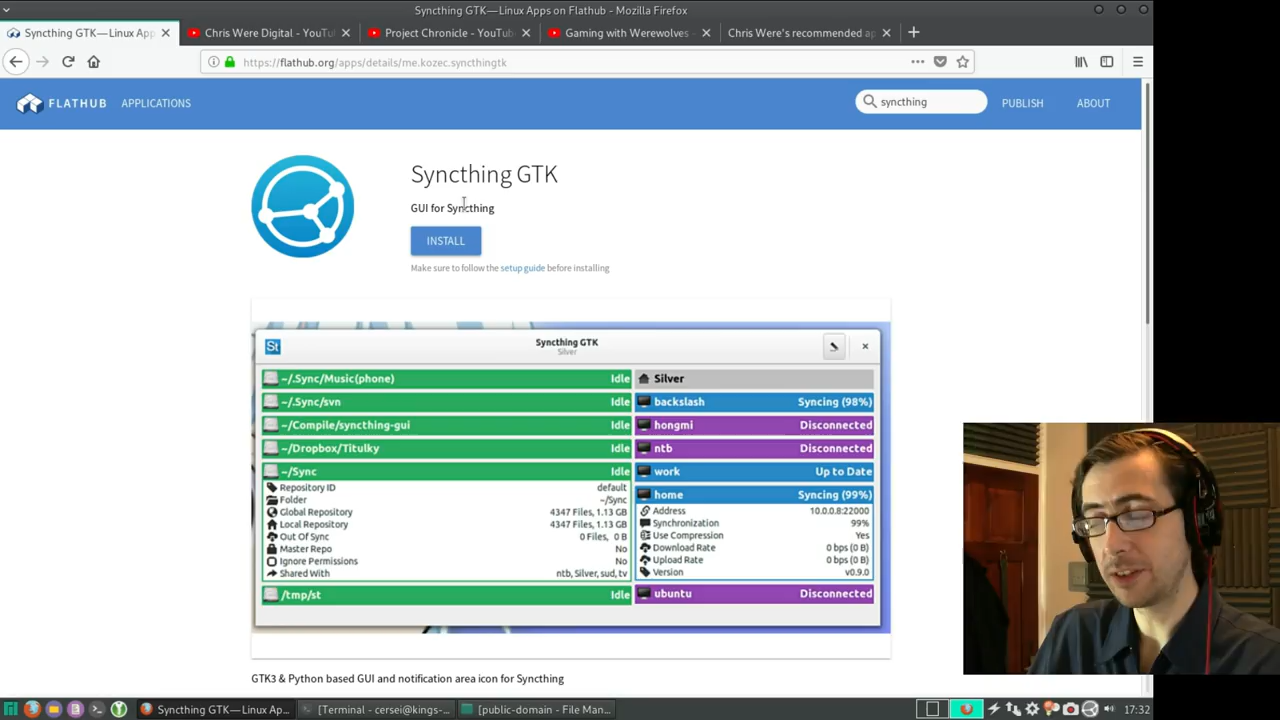 Syncthing GTK—Linux Apps on Flathub - Mozilla Firefox
Syncthing GTK—Linux App
Chris Were Digital - YouTu
Project Chronicle - YouTu
Gaming with Werewolves -
Chris Were's recommended ap
https://flathub.org/apps/details/me.kozec.syncthingtk
FLATHUB APPLICATIONS
syncthing
PUBLISH ABOUT
Syncthing GTK
GUI for Syncthing
INSTALL
Make sure to follow the setup guide before installing
St
Syncthing GTK
Silver
~/.Sync/Music(phone) Idle
~/.Sync/svn Idle
~/Compile/syncthing-gui Idle
~/Dropbox/Titulky Idle
~/Sync Idle
Repository ID default
Folder ~/Sync
Global Repository 4347 Files, 1.13 GB
Local Repository 4347 Files, 1.13 GB
Out Of Sync 0 Files, 0 B
Master Repo No
Ignore Permissions No
Shared With ntb, Silver, sud, tv
/tmp/st Idle
Silver
backslash Syncing (98%)
hongmi Disconnected
ntb Disconnected
work Up to Date
home Syncing (99%)
Address 10.0.0.8:22000
Synchronization 99%
Use Compression Yes
Download Rate 0 bps (0 B)
Upload Rate 0 bps (0 B)
Version v0.9.0
ubuntu Disconnected
GTK3 & Python based GUI and notification area icon for Syncthing
Syncthing GTK—Linux Ap...
[Terminal - cersei@kings-...
[public-domain - File Man...
17:32